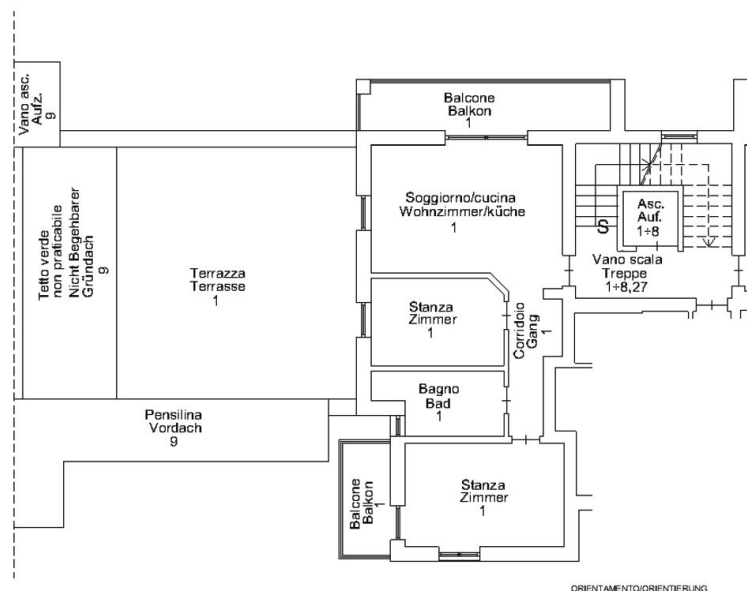 Balcone
Balkon
1
Vano asc.
Aufz.
9
Soggiorno/cucina
Wohnzimmer/küche
1
Asc.
Auf.
1÷8
S
Vano scala
Treppe
1÷8,27
Tetto verde
non praticabile
Nicht Begehbarer
Gründach
9
Terrazza
Terrasse
1
Stanza
Zimmer
1
Corridoio
Gang
1
Bagno
Bad
1
Pensilina
Vordach
9
Balcone
Balkon
1
Stanza
Zimmer
1
ORIENTAMENTO/ORIENTIERUNG